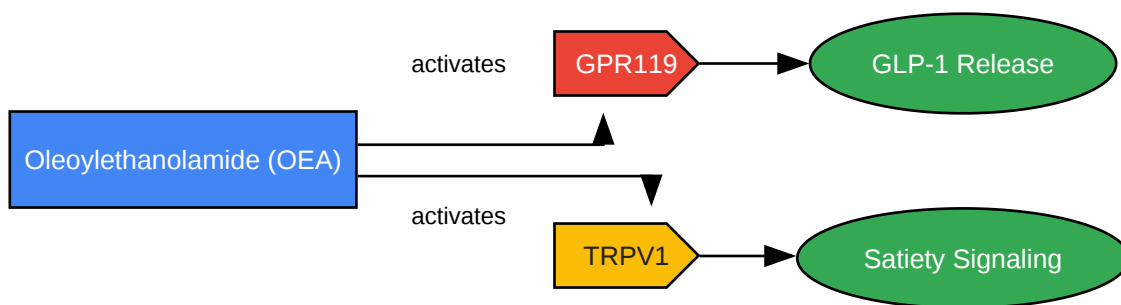 activates
GPR119
GLP-1 Release
Oleoylethanolamide (OEA)
activates
TRPV1
Satiety Signaling